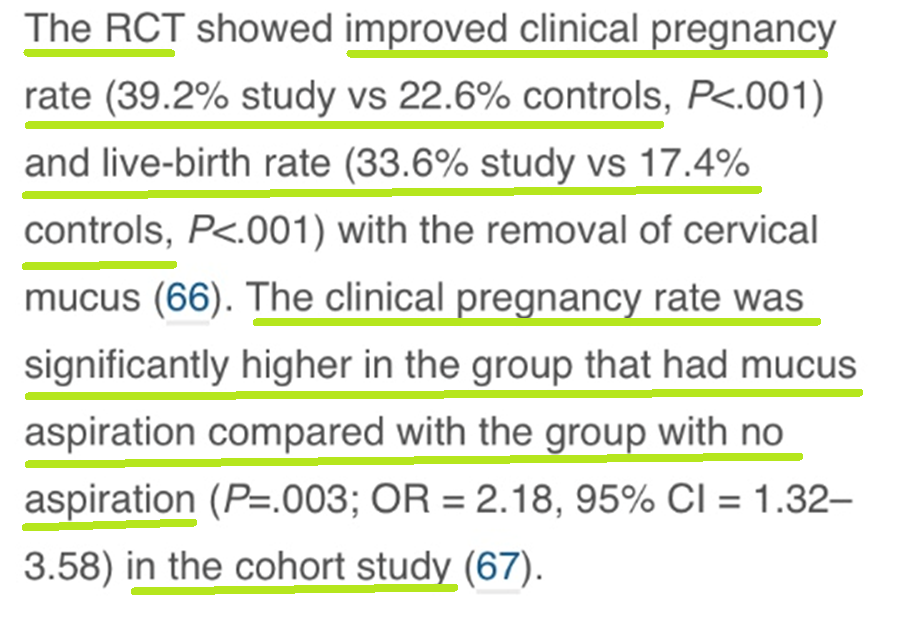 The RCT showed improved clinical pregnancy
rate (39.2% study vs 22.6% controls, P<.001)
and live-birth rate (33.6% study vs 17.4%
controls, P<.001) with the removal of cervical
mucus (66). The clinical pregnancy rate was
significantly higher in the group that had mucus
aspiration compared with the group with no
aspiration (P=.003; OR = 2.18, 95% CI = 1.32–
3.58) in the cohort study (67).